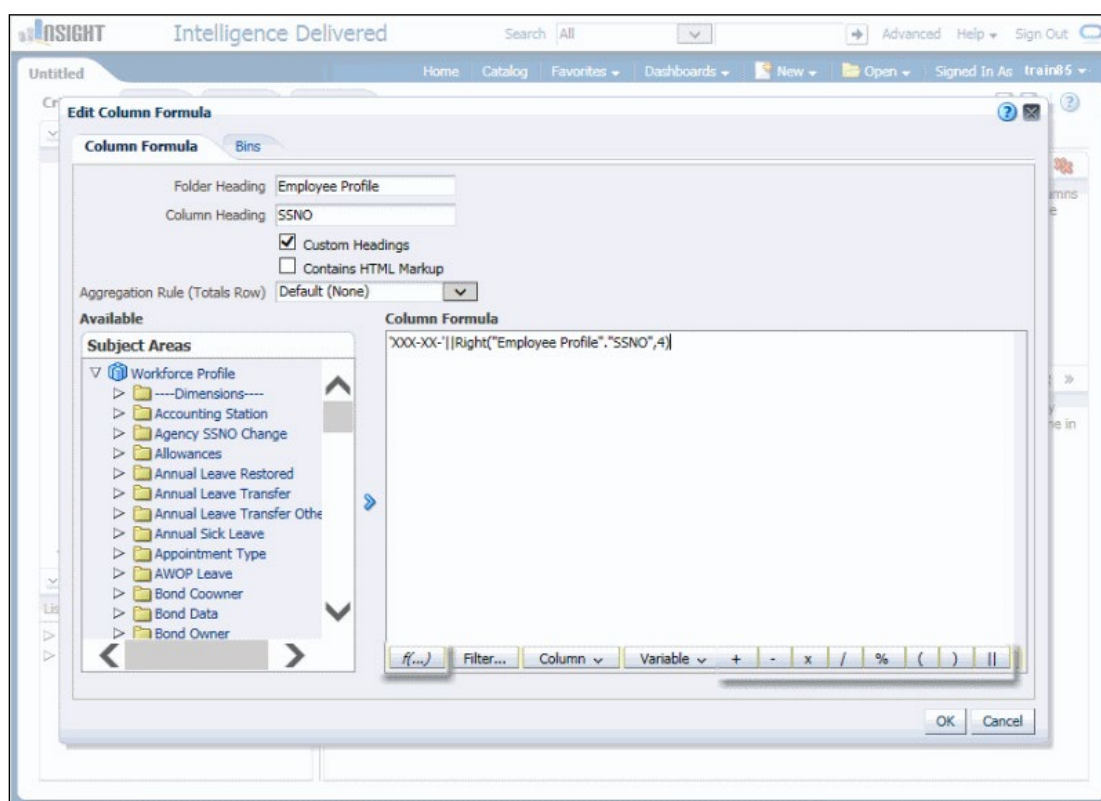 INSIGHT Intelligence Delivered Search All Advanced Help Sign Out
Untitled Home Catalog Favorites Dashboards New Open Signed In As train85
Cr
Edit Column Formula
Column Formula Bins
Folder Heading Employee Profile
Column Heading SSNO
Custom Headings
Contains HTML Markup
Aggregation Rule (Totals Row) Default (None)
Available Column Formula
Subject Areas
'XXX-XX-'||Right("Employee Profile"."SSNO",4)
Workforce Profile
----Dimensions----
Accounting Station
Agency SSNO Change
Allowances
Annual Leave Restored
Annual Leave Transfer
Annual Leave Transfer Othe
Annual Sick Leave
Appointment Type
AWOP Leave
Bond Coowner
Bond Data
Bond Owner
f(...) Filter... Column Variable + - x / % ( ) ||
OK Cancel